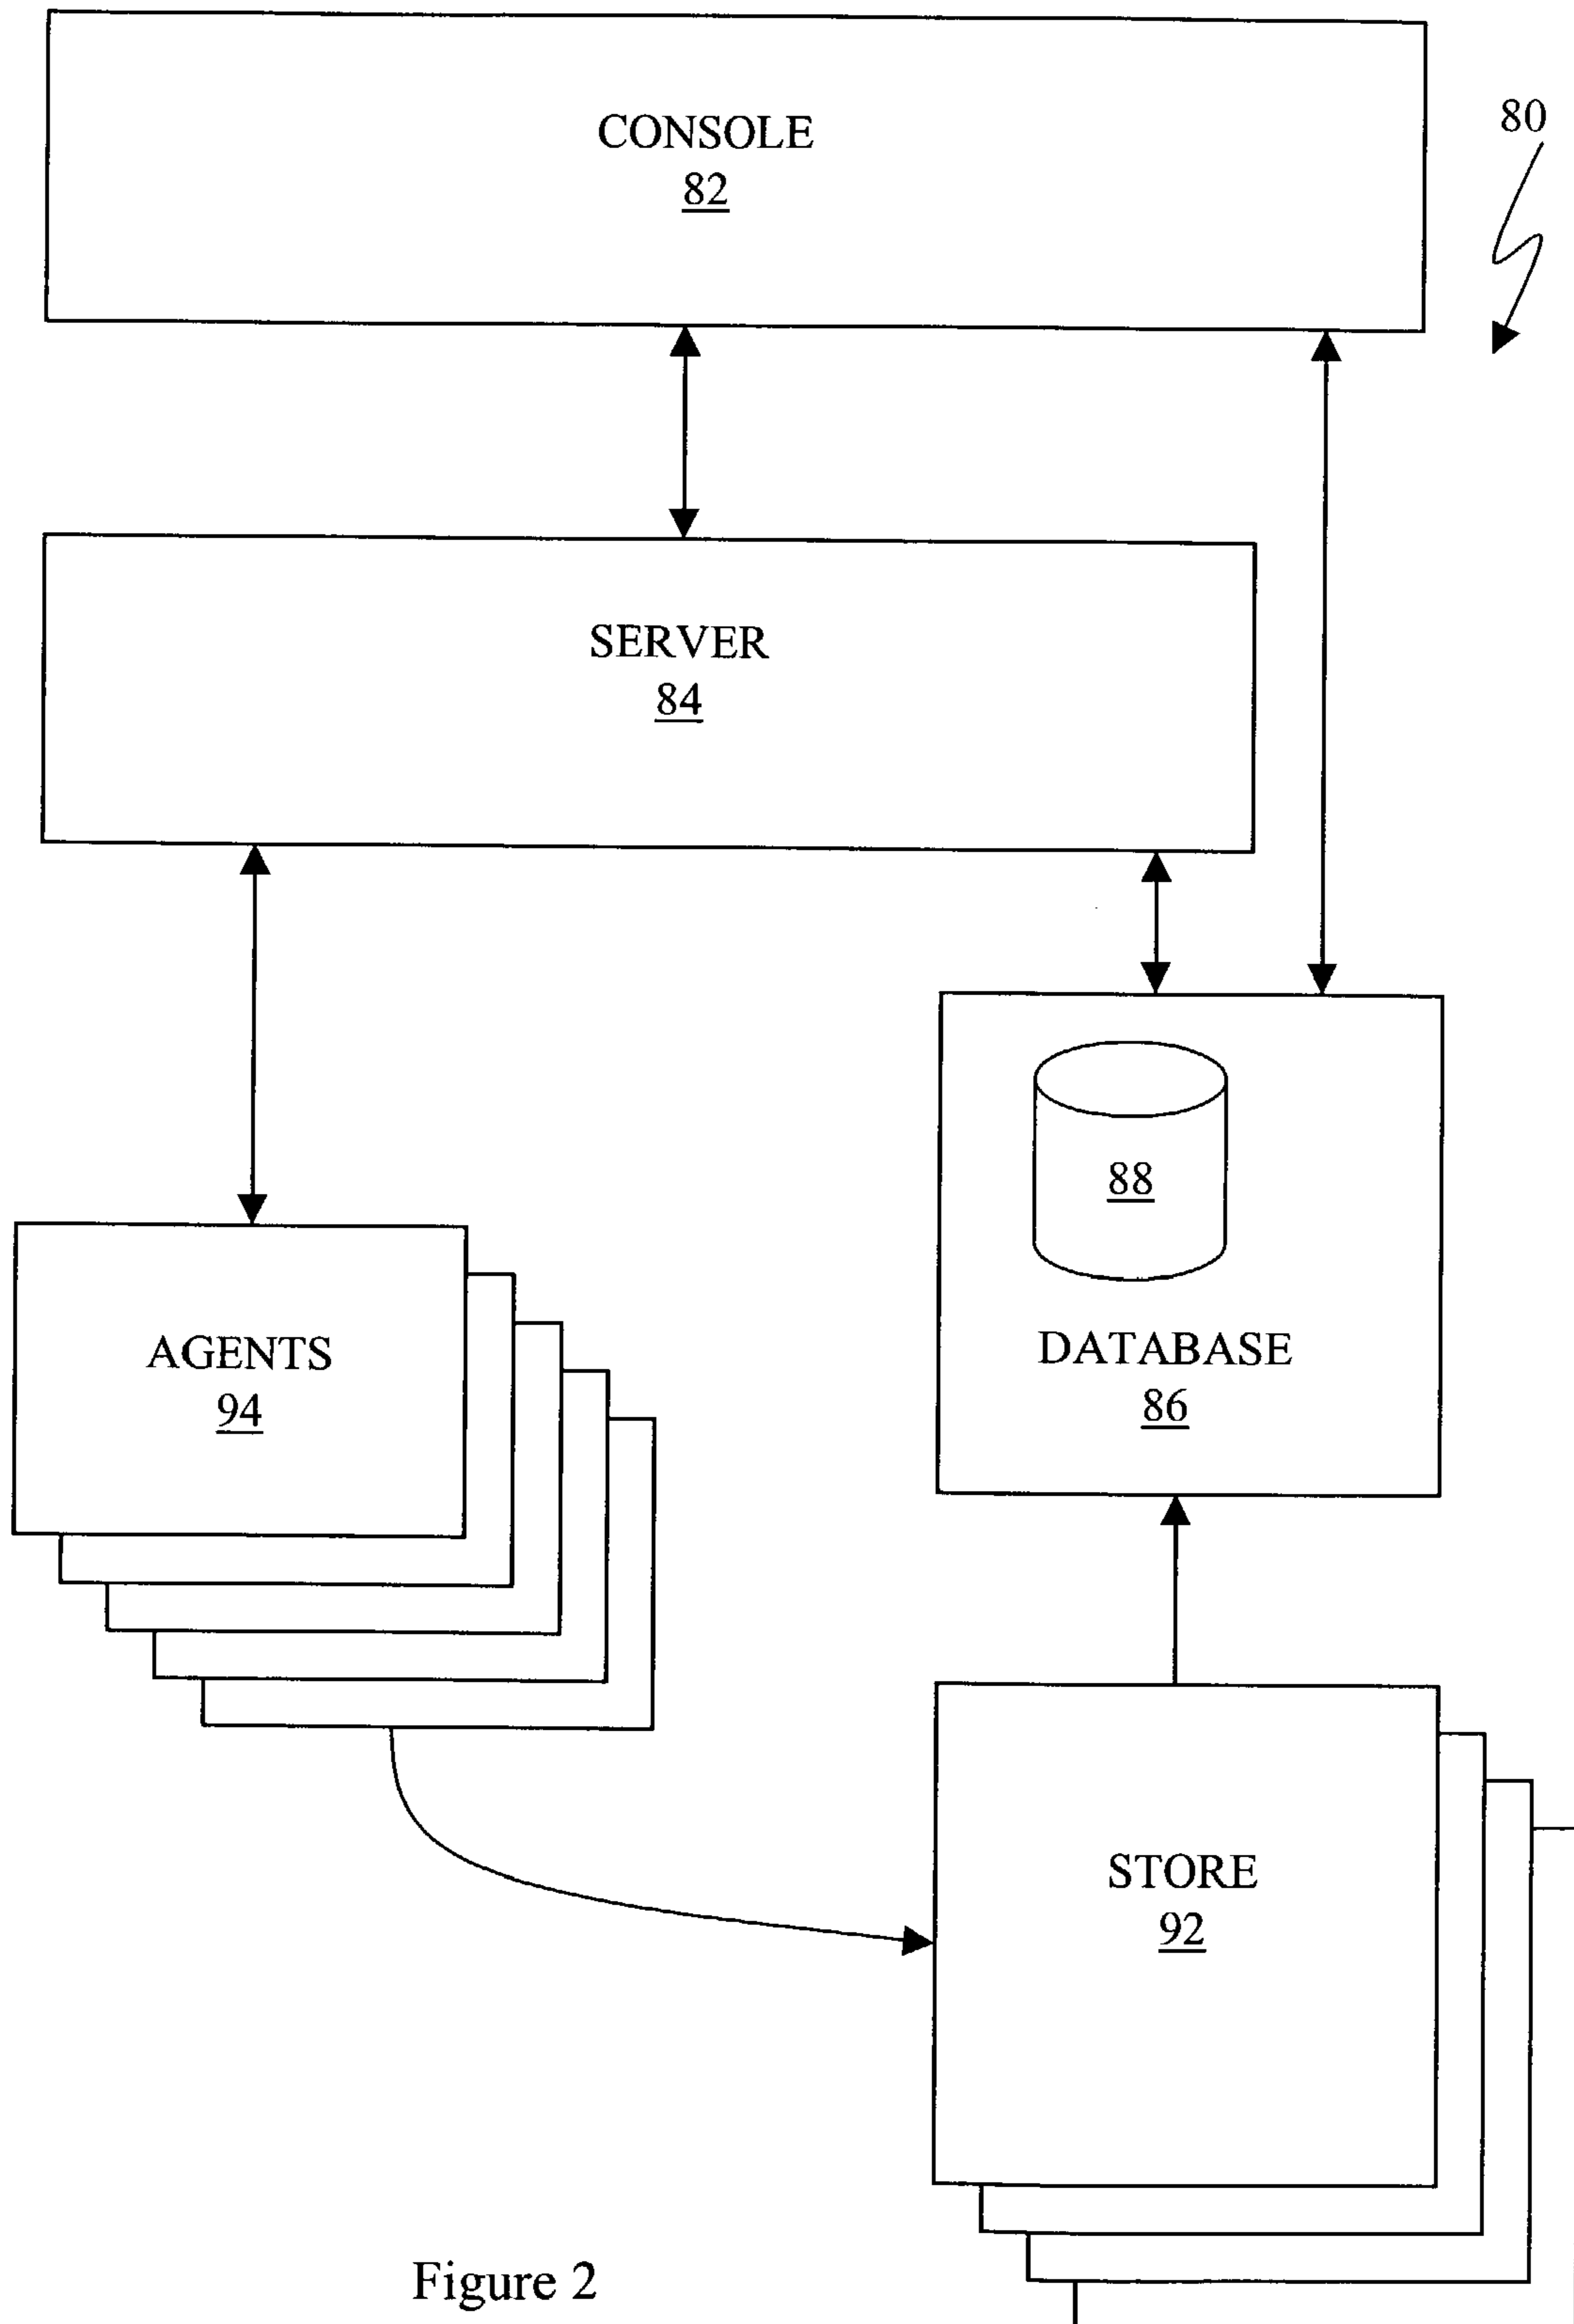 CONSOLE
82
80
SERVER
84
88
DATABASE
86
AGENTS
94
STORE
92
Figure 2